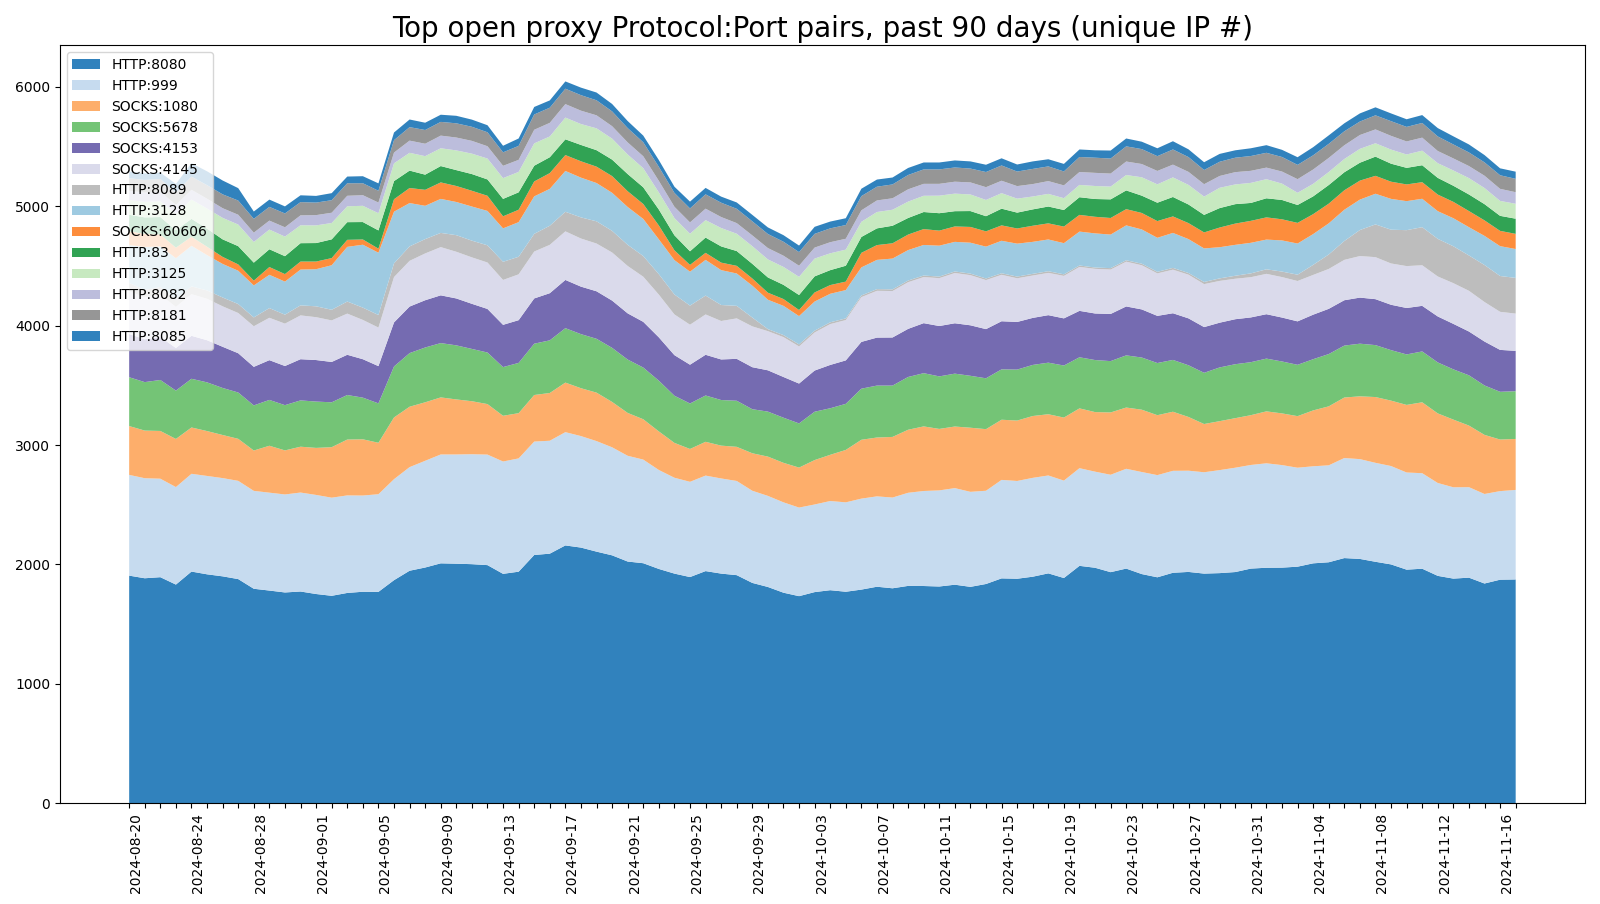 Top open proxy Protocol:Port pairs, past 90 days (unique IP #)
HTTP:8080
HTTP:999
SOCKS:1080
SOCKS:5678
SOCKS:4153
SOCKS:4145
HTTP:8089
HTTP:3128
SOCKS:60606
HTTP:83
HTTP:3125
HTTP:8082
HTTP:8181
HTTP:8085
6000
5000
4000
3000
2000
1000
0
2024-08-20
2024-08-24
2024-08-28
2024-09-01
2024-09-05
2024-09-09
2024-09-13
2024-09-17
2024-09-21
2024-09-25
2024-09-29
2024-10-03
2024-10-07
2024-10-11
2024-10-15
2024-10-19
2024-10-23
2024-10-27
2024-10-31
2024-11-04
2024-11-08
2024-11-12
2024-11-16